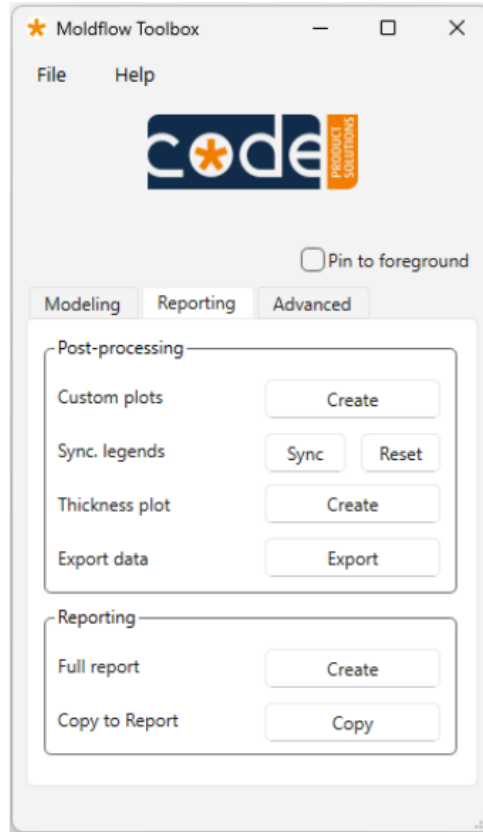 Moldflow Toolbox
File Help
code PRODUCT SOLUTIONS
Pin to foreground
Modeling Reporting Advanced
Post-processing
Custom plots Create
Sync. legends Sync Reset
Thickness plot Create
Export data Export
Reporting
Full report Create
Copy to Report Copy